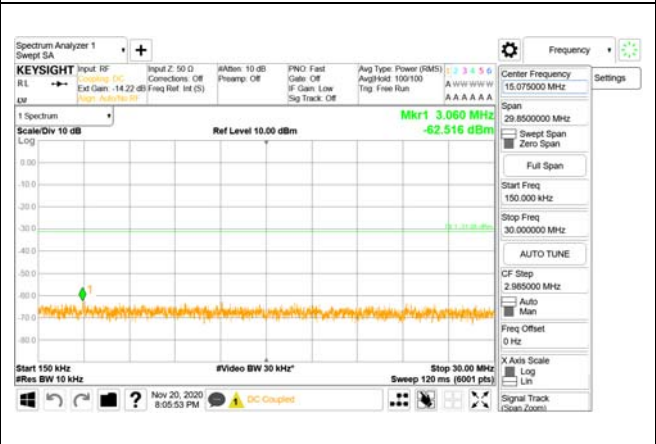 Spectrum Analyzer 1
Swept SA
+
Frequency
KEYSIGHT
RL
Input: RF
Coupling: DC
Ext Gain: -14.22 dB
Align: Auto/No RF
Input Z: 50 Ω
Corrections: Off
Freq Ref: Int (S)
#Atten: 10 dB
Preamp: Off
PNO: Fast
Gate: Off
IF Gain: Low
Sig Track: Off
Avg Type: Power (RMS)
Avg|Hold: 100/100
Trig: Free Run
1 2 3 4 5 6
A W W W W W
A A A A A A
1 Spectrum
Scale/Div 10 dB
Log
Ref Level 10.00 dBm
Mkr1 3.060 MHz
-62.516 dBm
0.00
-10.0
-20.0
-30.0
-40.0
-50.0
-60.0
-70.0
-80.0
1
Start 150 kHz
#Res BW 10 kHz
#Video BW 30 kHz*
Stop 30.00 MHz
Sweep 120 ms (6001 pts)
Center Frequency
15.075000 MHz
Settings
Span
29.8500000 MHz
Swept Span
Zero Span
Full Span
Start Freq
150.000 kHz
Stop Freq
30.000000 MHz
AUTO TUNE
CF Step
2.985000 MHz
Auto
Man
Freq Offset
0 Hz
X Axis Scale
Log
Lin
Signal Track
(Span Zoom)
?
Nov 20, 2020
8:05:53 PM
1
DC Coupled